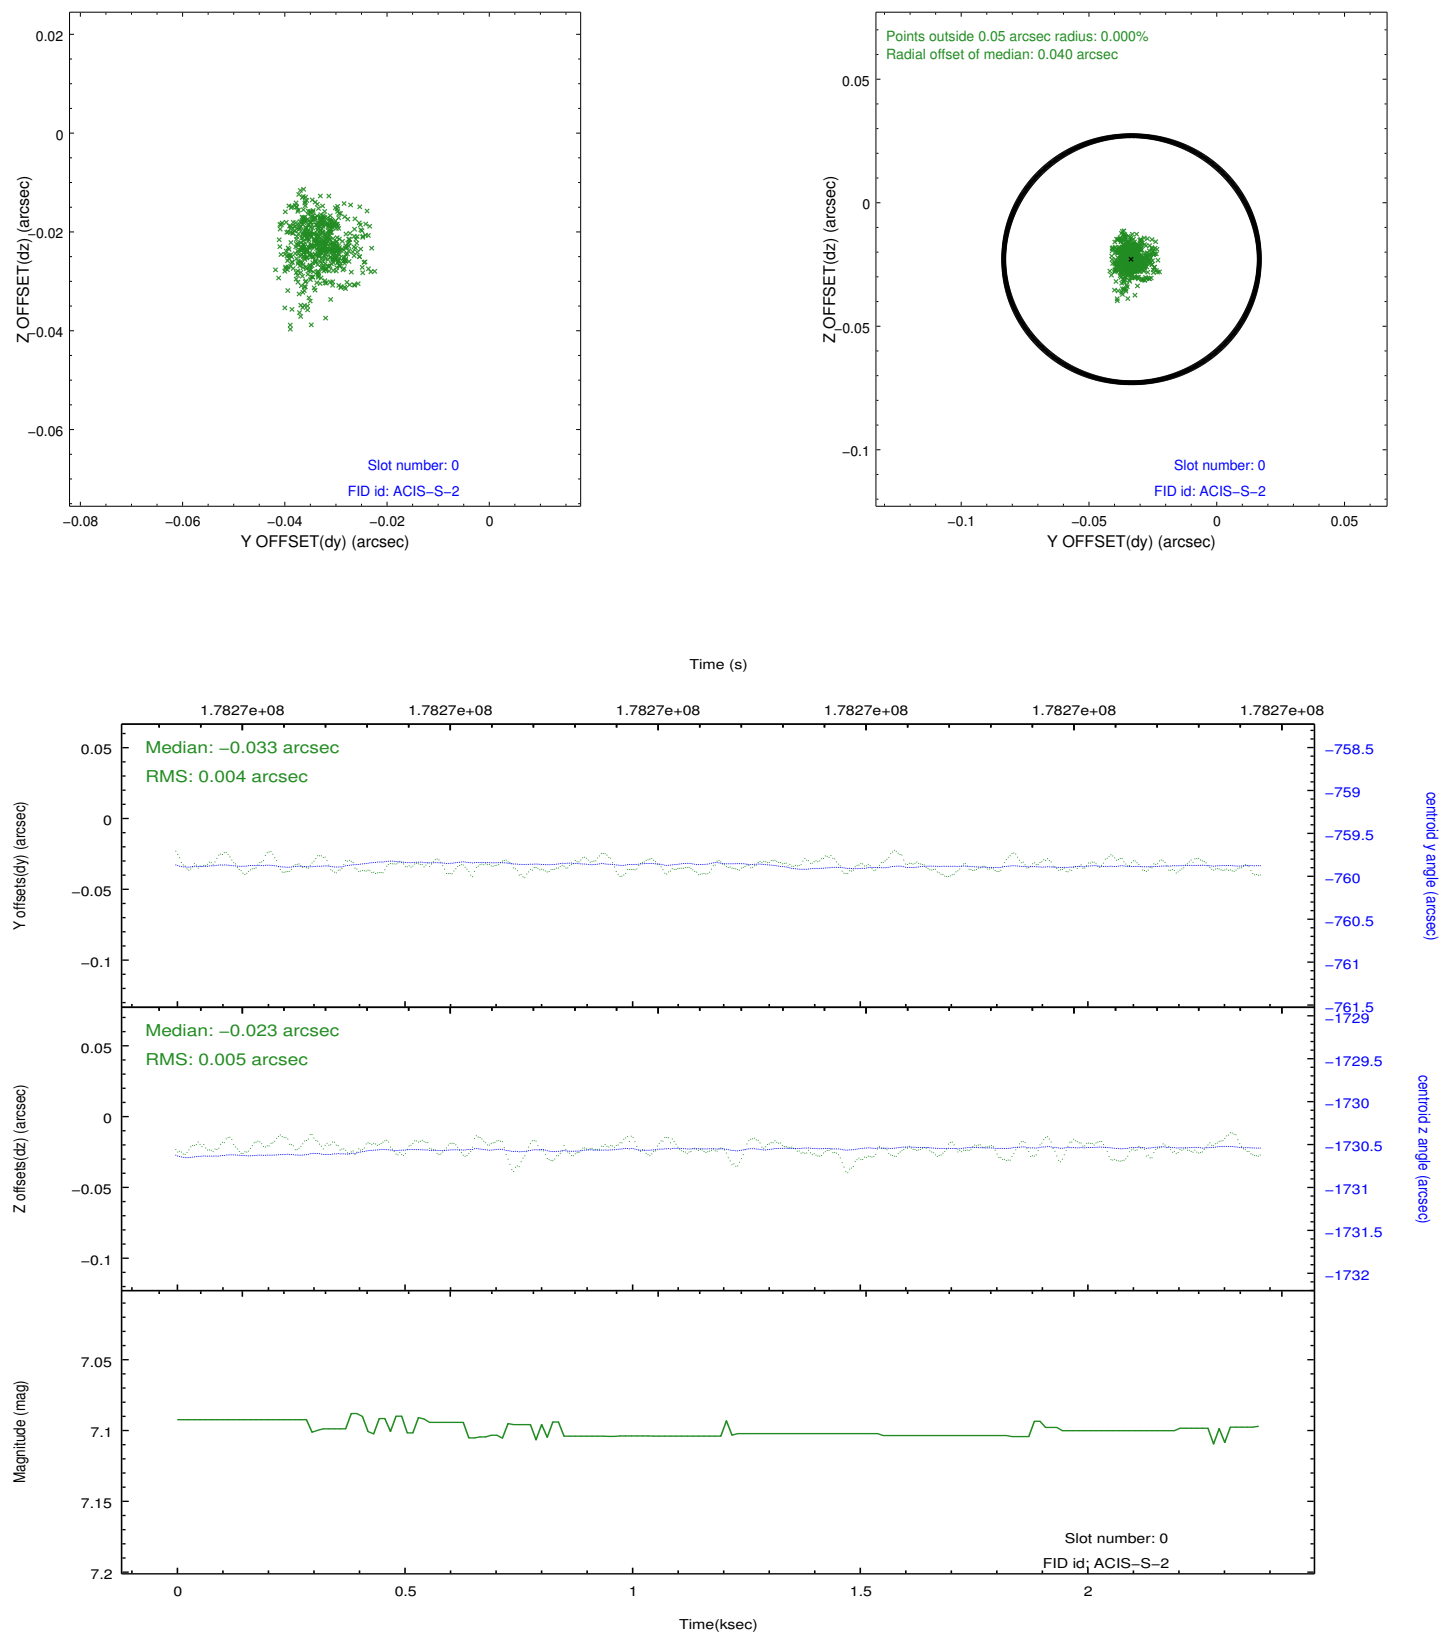 0.02
0
−0.02
−0.04
−0.06
Z OFFSET(dz) (arcsec)
Slot number: 0
FID id: ACIS−S−2
−0.08
−0.06
−0.04
−0.02
0
Y OFFSET(dy) (arcsec)
Points outside 0.05 arcsec radius: 0.000%
Radial offset of median: 0.040 arcsec
0.05
0
−0.05
−0.1
Z OFFSET(dz) (arcsec)
Slot number: 0
FID id: ACIS−S−2
−0.1
−0.05
0
0.05
Y OFFSET(dy) (arcsec)
Time (s)
1.7827e+08
1.7827e+08
1.7827e+08
1.7827e+08
1.7827e+08
1.7827e+08
Median: −0.033 arcsec
RMS: 0.004 arcsec
0.05
0
−0.05
−0.1
Y offsets(dy) (arcsec)
−758.5
−759
−759.5
−760
−760.5
−761
−761.5
centroid y angle (arcsec)
Median: −0.023 arcsec
RMS: 0.005 arcsec
0.05
0
−0.05
−0.1
Z offsets(dz) (arcsec)
−1729
−1729.5
−1730
−1730.5
−1731
−1731.5
−1732
centroid z angle (arcsec)
7.05
7.1
7.15
7.2
Magnitude (mag)
Slot number: 0
FID id: ACIS−S−2
0
0.5
1
1.5
2
Time(ksec)